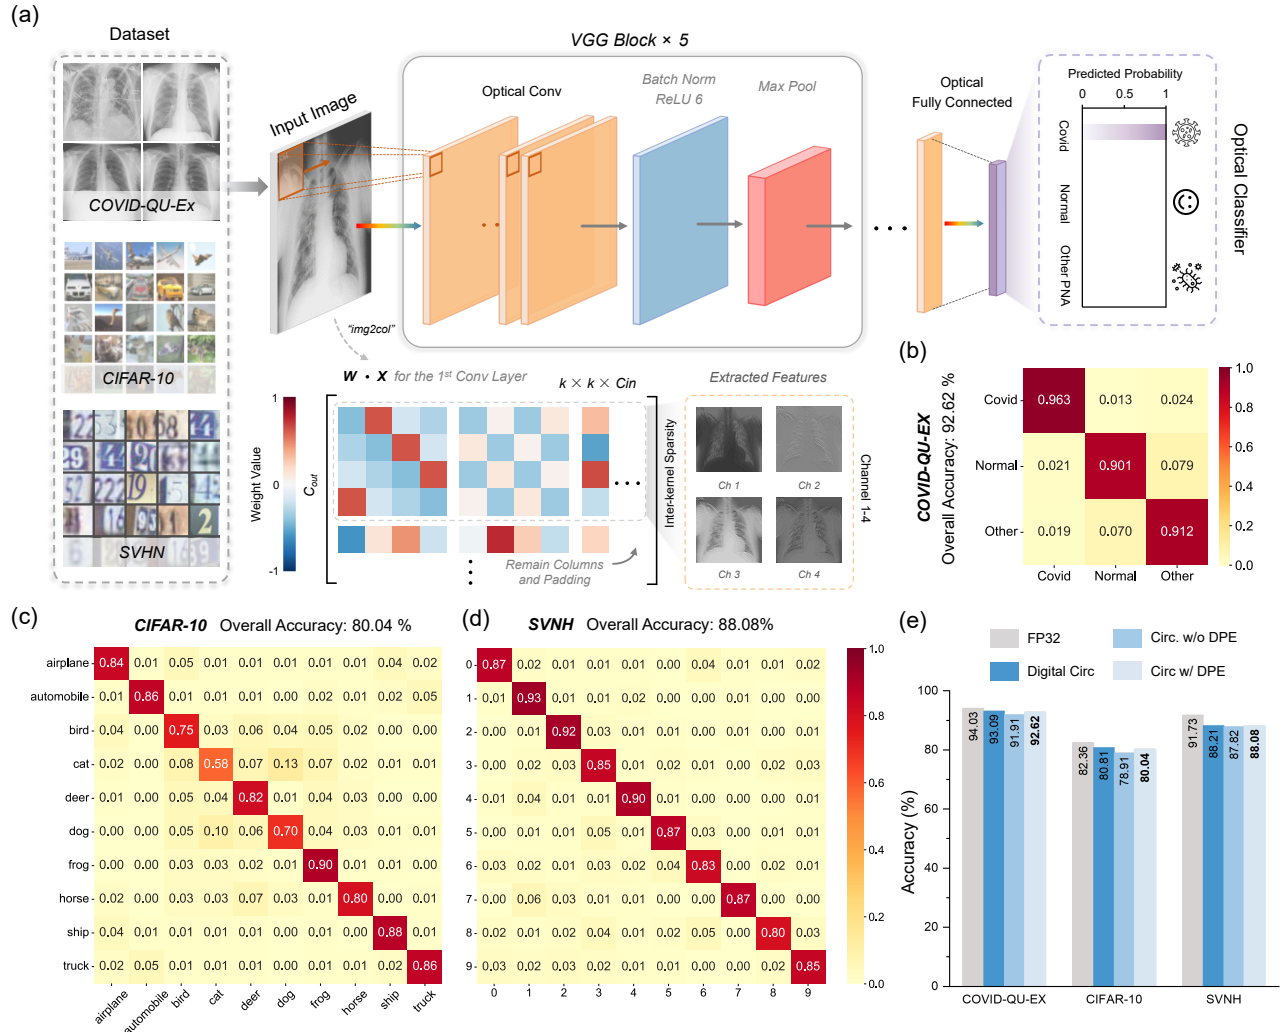 (a)
Dataset
COVID-QU-Ex
CIFAR-10
SVHN
Input Image
VGG Block × 5
Optical Conv
Batch Norm
ReLU 6
Max Pool
Optical
Fully Connected
Predicted Probability
0 0.5 1
Covid
Normal
Other PNA
Optical Classifier
"img2col"
W · X for the 1st Conv Layer
k × k × Cin
Weight Value
1
0
-1
Cout
Remain Columns
and Padding
Inter-kernel Sparsity
Extracted Features
Ch 1 Ch 2
Ch 3 Ch 4
Channel 1-4
(b)
COVID-QU-EX
Overall Accuracy: 92.62 %
Covid 0.963 0.013 0.024
Normal 0.021 0.901 0.079
Other 0.019 0.070 0.912
Covid Normal Other
1.0
0.8
0.6
0.4
0.2
0.0
(c)
CIFAR-10 Overall Accuracy: 80.04 %
airplane 0.84 0.01 0.05 0.01 0.01 0.01 0.01 0.01 0.04 0.02
automobile 0.01 0.86 0.01 0.01 0.01 0.00 0.02 0.01 0.02 0.05
bird 0.04 0.00 0.75 0.03 0.06 0.04 0.05 0.02 0.00 0.00
cat 0.02 0.00 0.08 0.58 0.07 0.13 0.07 0.02 0.01 0.01
deer 0.01 0.00 0.05 0.04 0.82 0.01 0.04 0.03 0.00 0.00
dog 0.00 0.00 0.05 0.10 0.06 0.70 0.04 0.03 0.01 0.01
frog 0.00 0.00 0.03 0.03 0.02 0.01 0.90 0.01 0.01 0.00
horse 0.02 0.00 0.03 0.03 0.07 0.03 0.01 0.80 0.00 0.01
ship 0.04 0.01 0.01 0.01 0.01 0.00 0.01 0.00 0.88 0.01
truck 0.02 0.05 0.01 0.01 0.01 0.00 0.01 0.01 0.02 0.86
airplane automobile bird cat deer dog frog horse ship truck
(d)
SVNH Overall Accuracy: 88.08%
0 0.87 0.02 0.01 0.01 0.01 0.00 0.04 0.01 0.01 0.02
1 0.01 0.93 0.01 0.01 0.02 0.00 0.00 0.01 0.00 0.00
2 0.00 0.01 0.92 0.03 0.01 0.01 0.00 0.01 0.01 0.01
3 0.01 0.02 0.03 0.85 0.01 0.03 0.01 0.00 0.02 0.03
4 0.01 0.04 0.01 0.01 0.90 0.01 0.01 0.00 0.00 0.01
5 0.00 0.01 0.01 0.05 0.01 0.87 0.03 0.00 0.01 0.01
6 0.03 0.01 0.01 0.03 0.02 0.04 0.83 0.00 0.02 0.01
7 0.00 0.06 0.03 0.01 0.00 0.00 0.00 0.87 0.00 0.01
8 0.03 0.01 0.02 0.04 0.01 0.02 0.05 0.00 0.80 0.03
9 0.03 0.02 0.02 0.01 0.01 0.01 0.00 0.00 0.02 0.85
0 1 2 3 4 5 6 7 8 9
1.0
0.8
0.6
0.4
0.2
0.0
(e)
FP32
Circ. w/o DPE
Digital Circ
Circ w/ DPE
Accuracy (%)
100
80
60
40
20
0
94.03 93.09 91.91 92.62
82.36 80.81 78.91 80.04
91.73 88.21 87.82 88.08
COVID-QU-EX CIFAR-10 SVNH